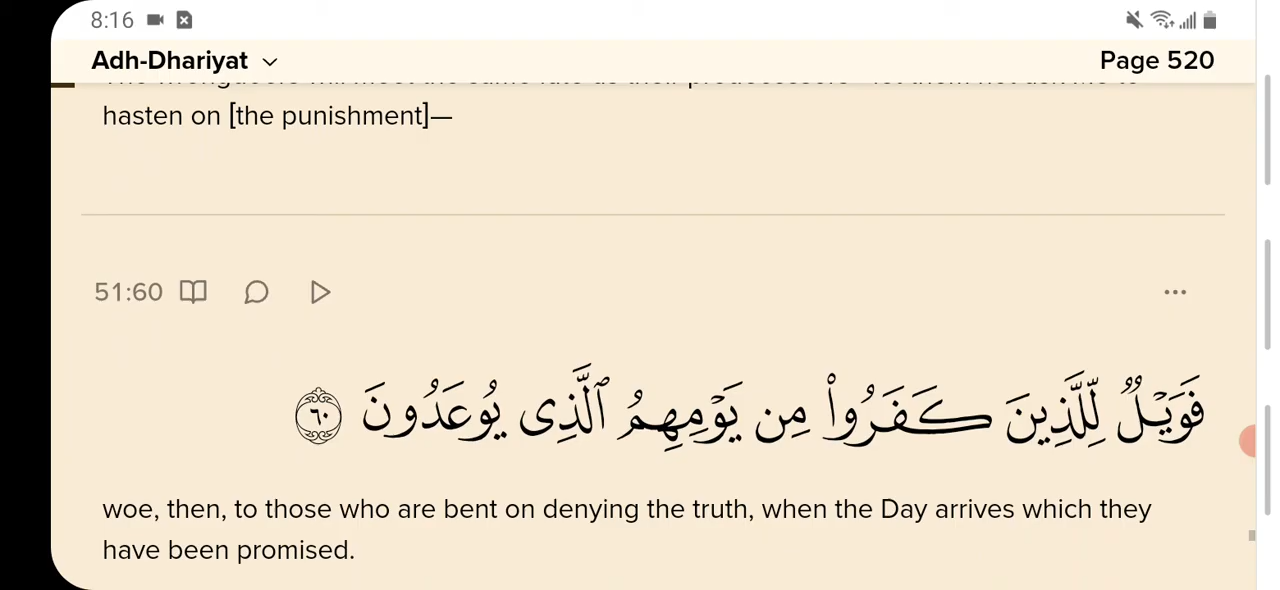 8:16
Adh-Dhariyat
Page 520
hasten on [the punishment]—
51:60
فَوَيْلٌ لِّلَّذِينَ كَفَرُوا۟ مِن يَوْمِهِمُ ٱلَّذِى يُوعَدُونَ ٦٠
woe, then, to those who are bent on denying the truth, when the Day arrives which they
have been promised.